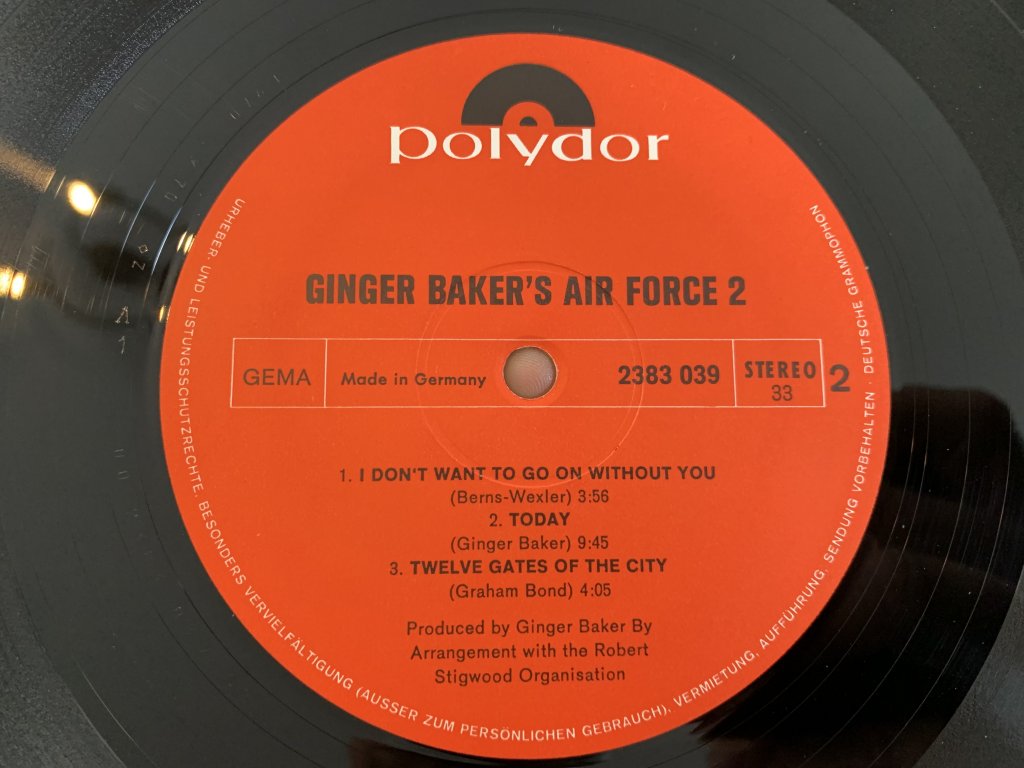 polydor
GINGER BAKER'S AIR FORCE 2
GEMA
Made in Germany
2383 039
STEREO
33
2
1. I DON'T WANT TO GO ON WITHOUT YOU
(Berns-Wexler) 3:56
2. TODAY
(Ginger Baker) 9:45
3. TWELVE GATES OF THE CITY
(Graham Bond) 4:05
Produced by Ginger Baker By
Arrangement with the Robert
Stigwood Organisation
URHEBER- UND LEISTUNGSSCHUTZRECHTE, BESONDERS VERVIELFÄLTIGUNG (AUSSER ZUM PERSÖNLICHEN GEBRAUCH), VERMIETUNG, AUFFÜHRUNG, SENDUNG VORBEHALTEN · DEUTSCHE GRAMMOPHON